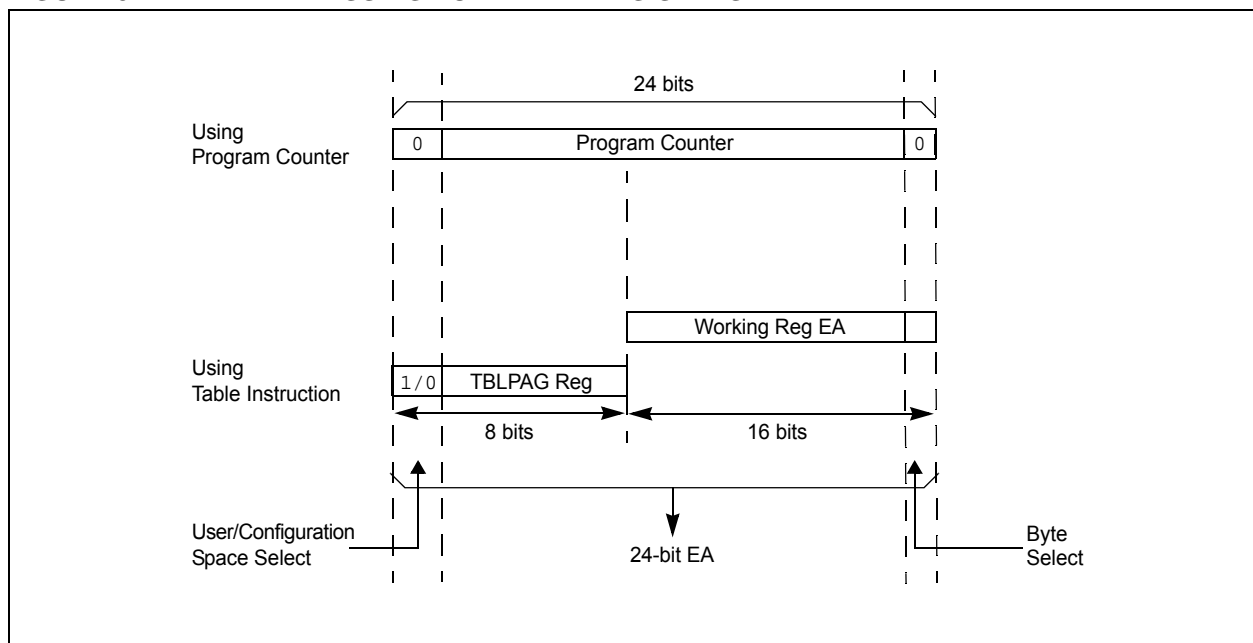 24 bits
Using
Program Counter
0
Program Counter
0
Working Reg EA
Using
Table Instruction
1/0
TBLPAG Reg
8 bits
16 bits
User/Configuration
Space Select
24-bit EA
Byte
Select